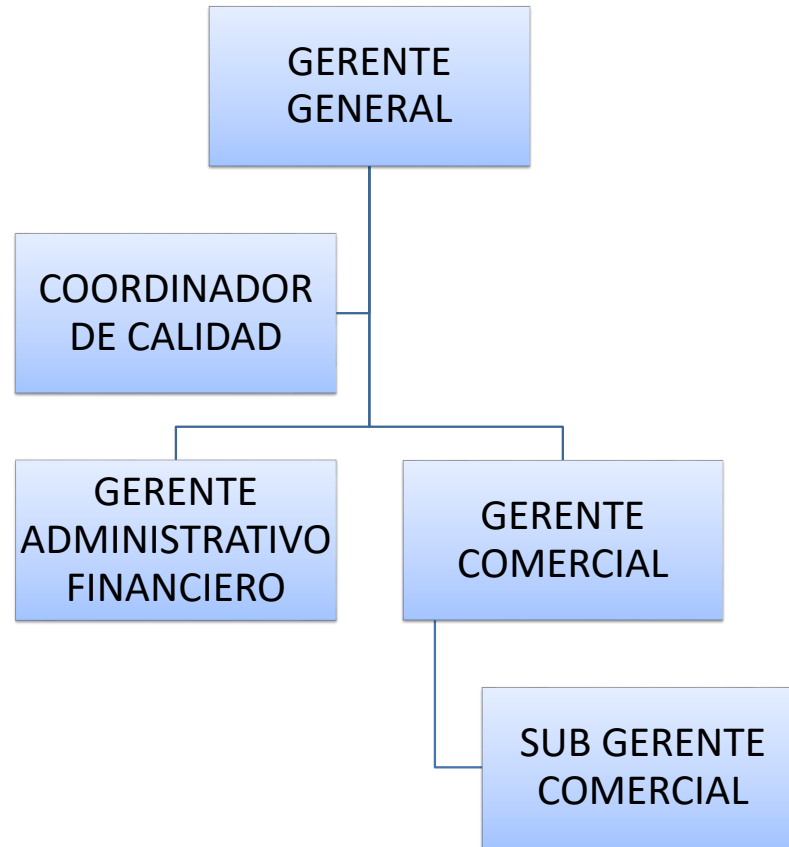 GERENTE
GENERAL
COORDINADOR
DE CALIDAD
GERENTE
ADMINISTRATIVO
FINANCIERO
GERENTE
COMERCIAL
SUB GERENTE
COMERCIAL